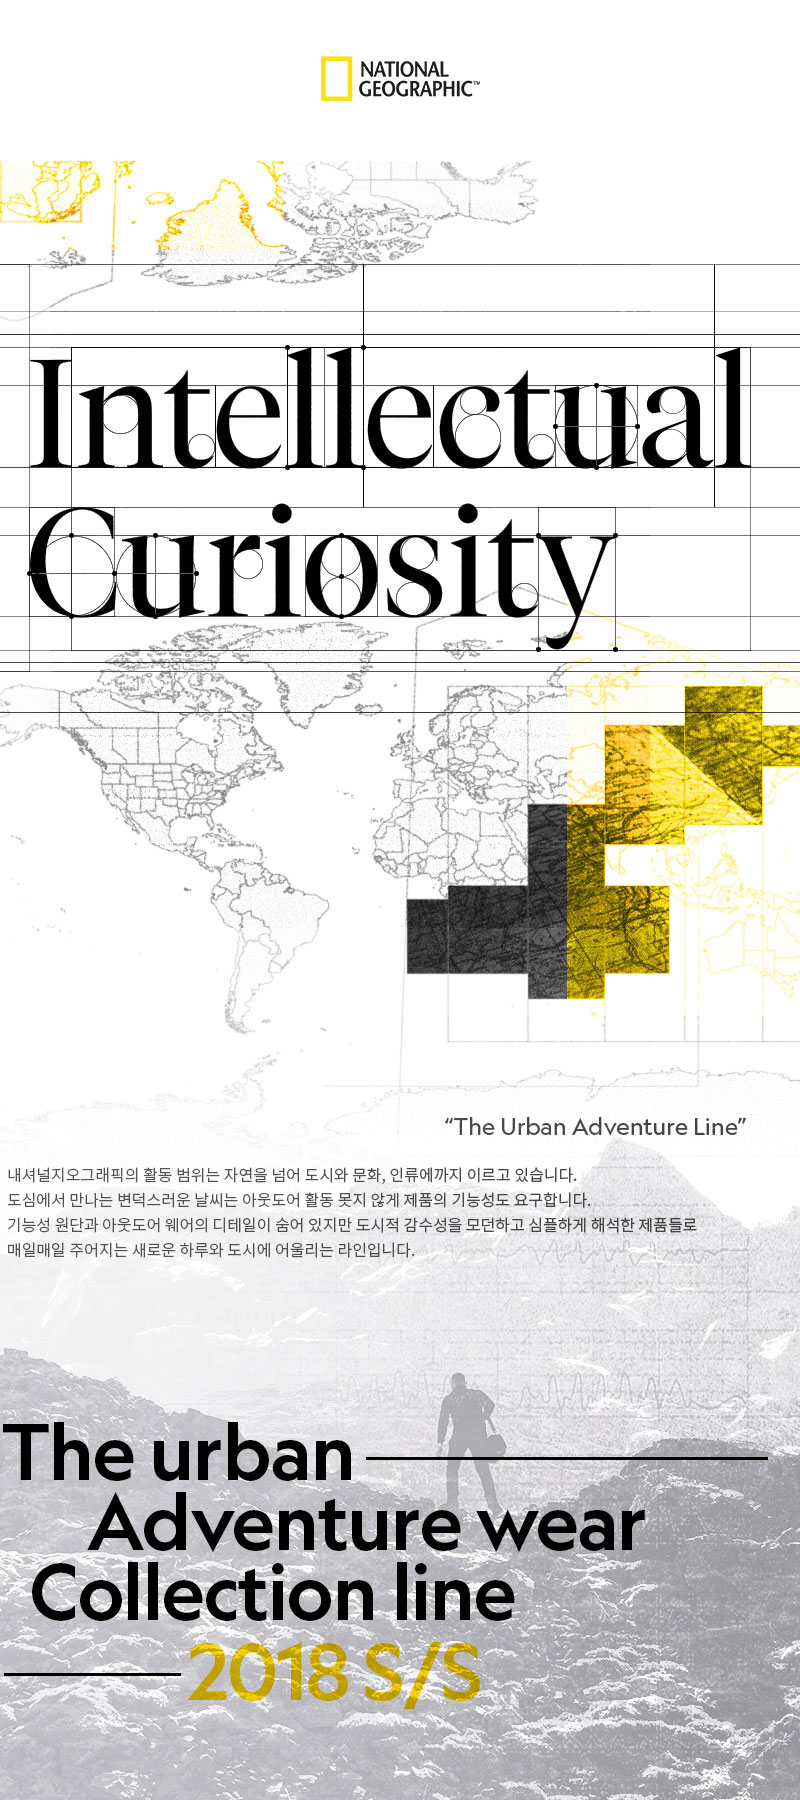 NATIONAL
GEOGRAPHIC™
Intellectual
Curiosity
“The Urban Adventure Line”
내셔널지오그래픽의 활동 범위는 자연을 넘어 도시와 문화, 인류에까지 이르고 있습니다.
도심에서 만나는 변덕스러운 날씨는 아웃도어 활동 못지 않게 제품의 기능성도 요구합니다.
기능성 원단과 아웃도어 웨어의 디테일이 숨어 있지만 도시적 감수성을 모던하고 심플하게 해석한 제품들로
매일매일 주어지는 새로운 하루와 도시에 어울리는 라인입니다.
The urban
Adventure wear
Collection line
2018 S/S